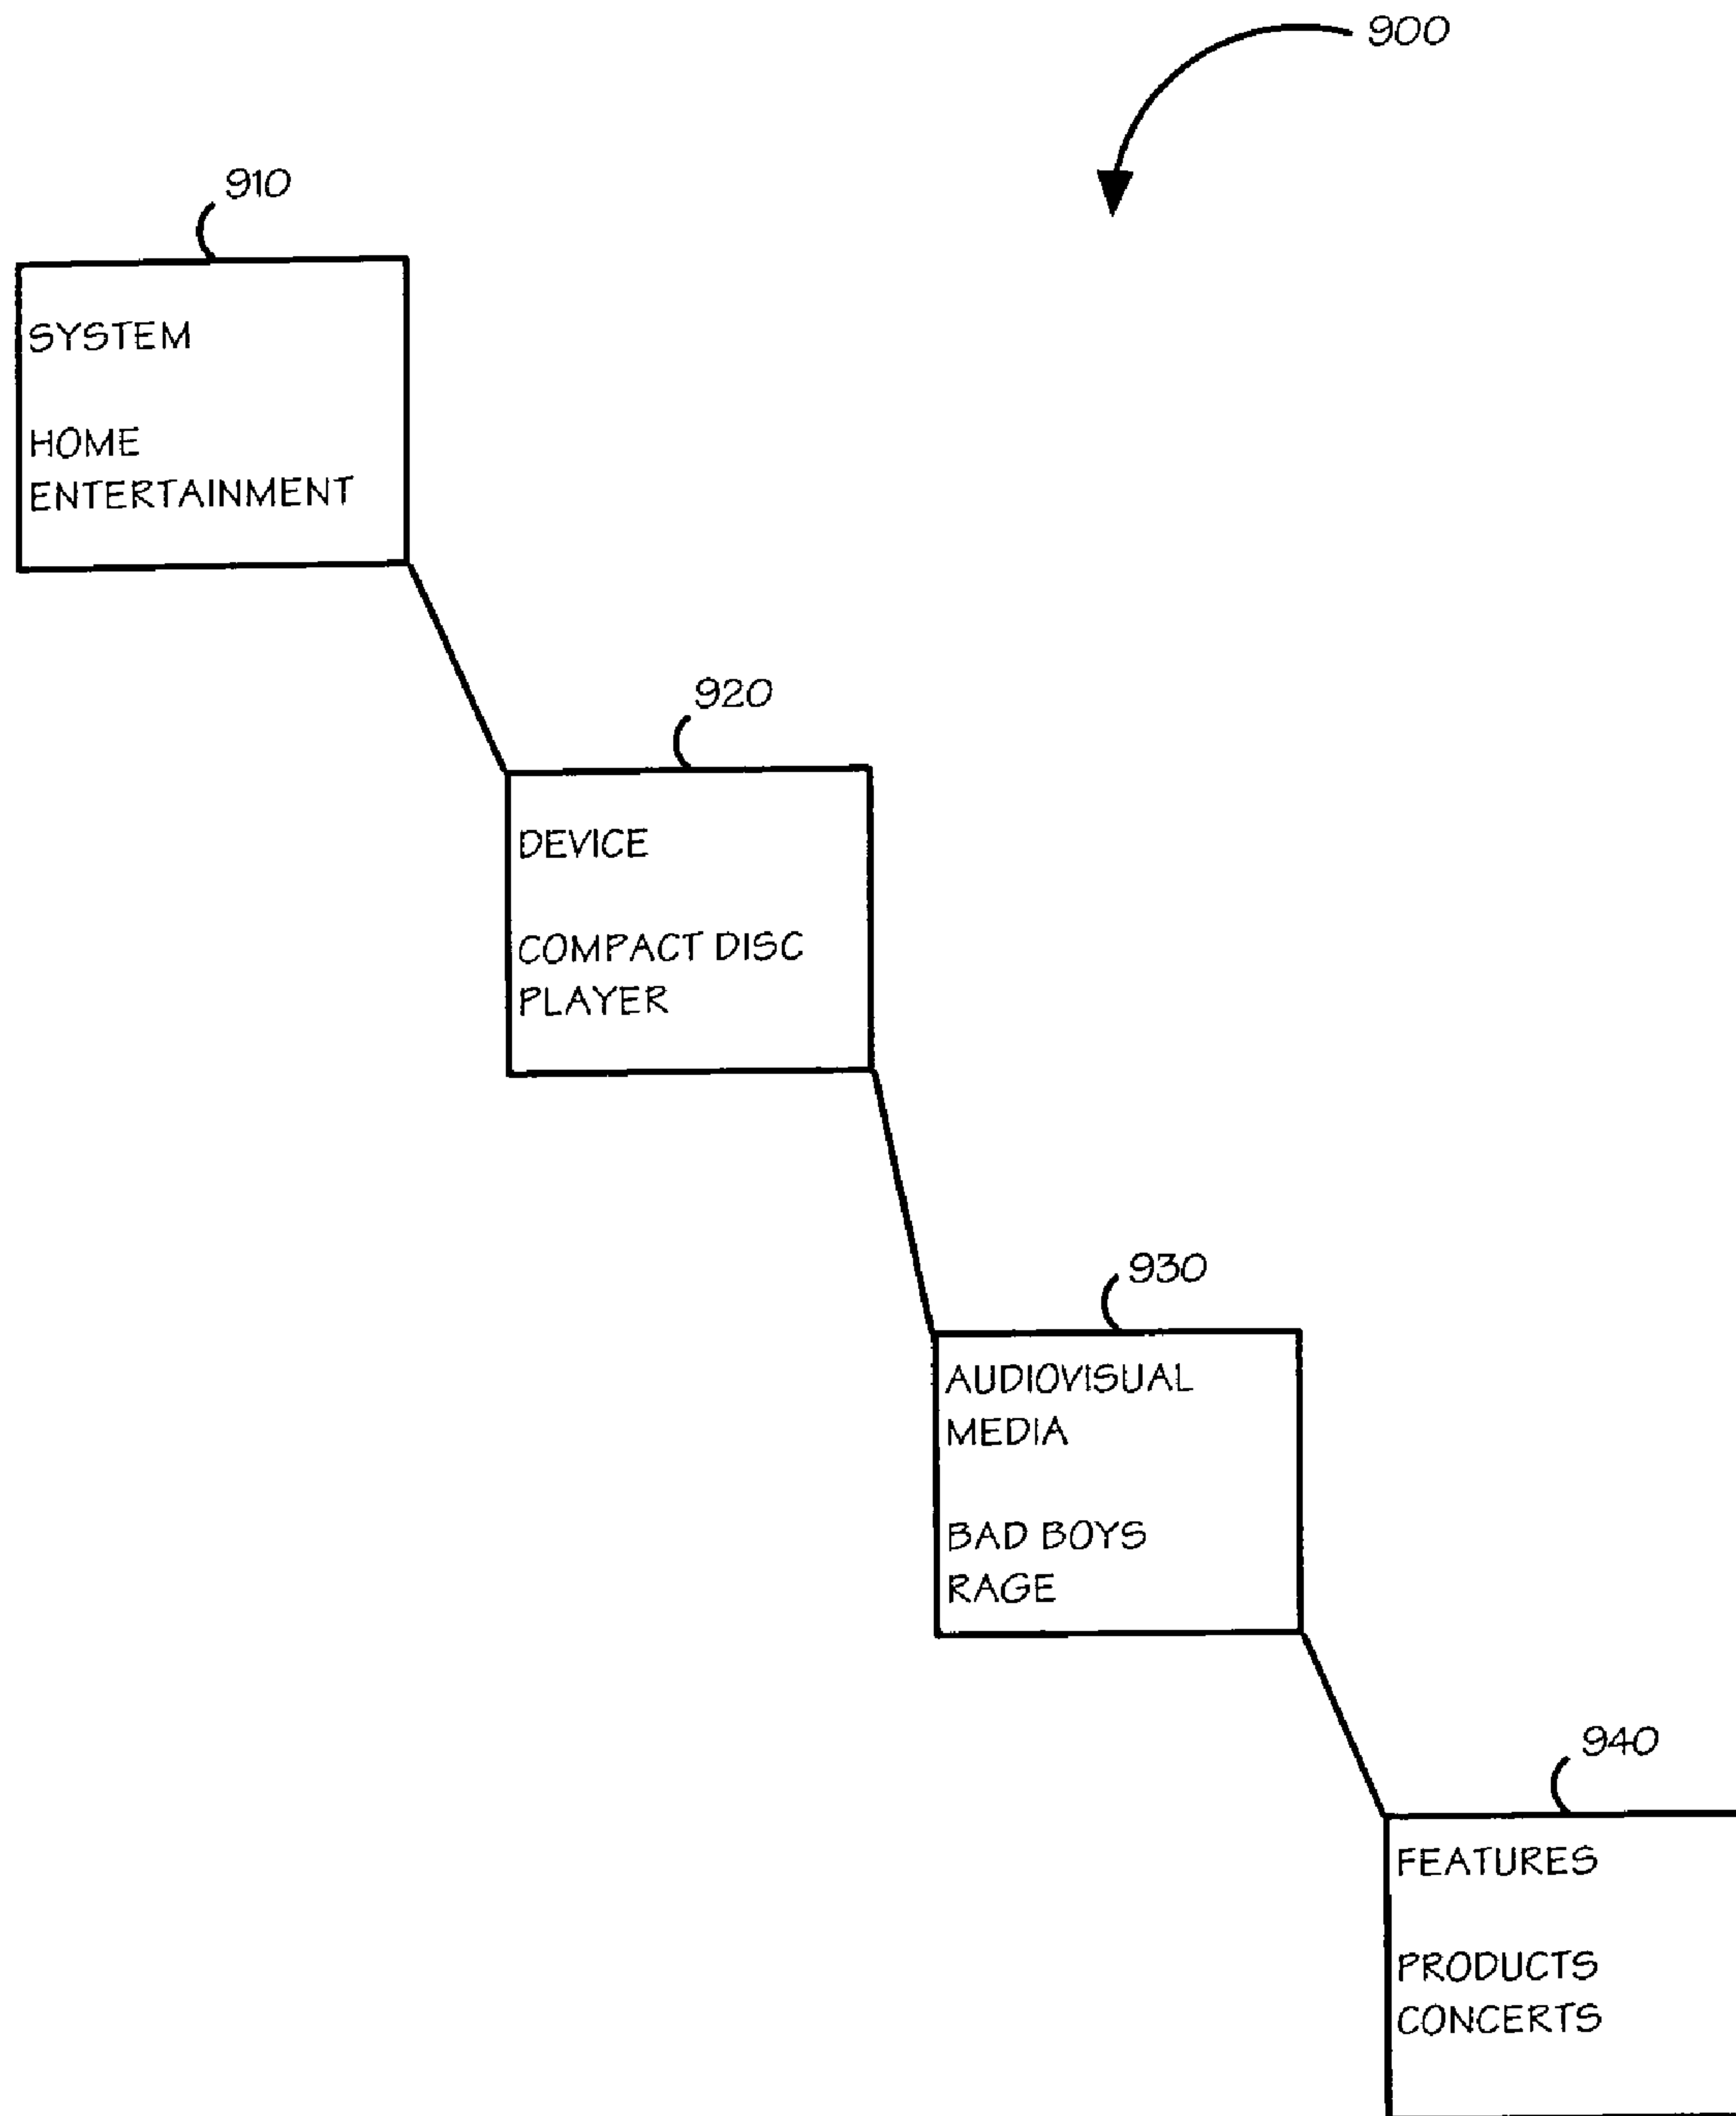 900
910
SYSTEM
HOME
ENTERTAINMENT
920
DEVICE
COMPACT DISC
PLAYER
930
AUDIOVISUAL
MEDIA
BAD BOYS
RAGE
940
FEATURES
PRODUCTS
CONCERTS